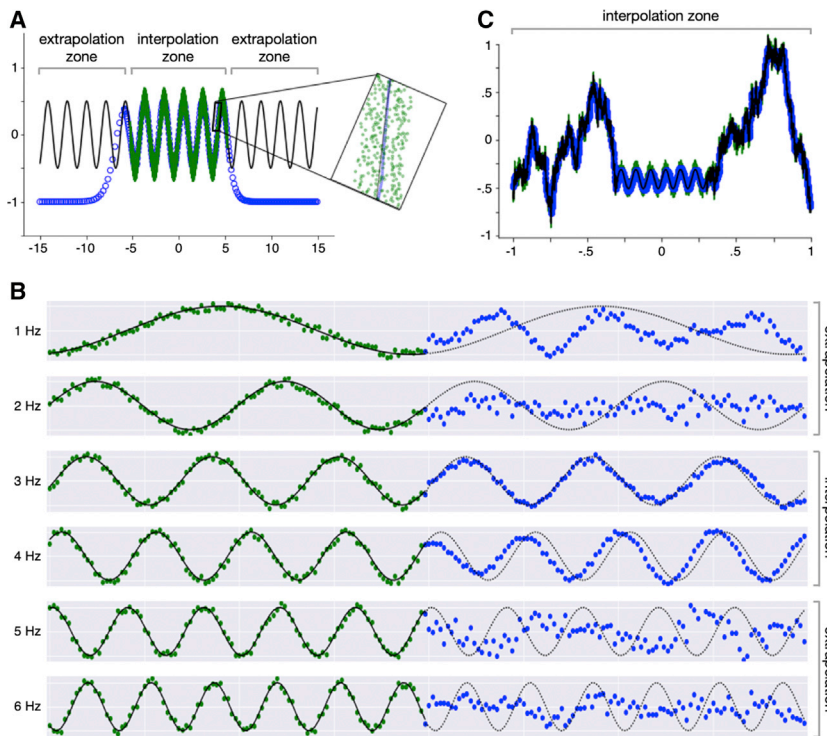 A
extrapolation zone
interpolation zone
extrapolation zone
1
0
-1
-15
-10
-5
0
5
10
15
C
interpolation zone
1
.5
0
-.5
-1
-1
-.5
0
.5
1
B
1 Hz
2 Hz
3 Hz
4 Hz
5 Hz
6 Hz